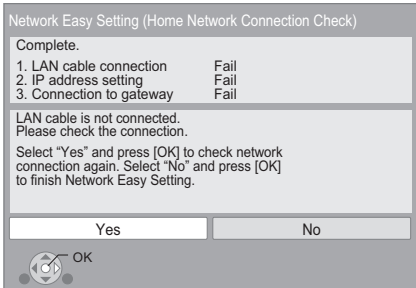 Network Easy Setting (Home Network Connection Check)
Complete.
1. LAN cable connection Fail
2. IP address setting Fail
3. Connection to gateway Fail
LAN cable is not connected.
Please check the connection.
Select “Yes” and press [OK] to check network
connection again. Select “No” and press [OK]
to finish Network Easy Setting.
Yes No
OK